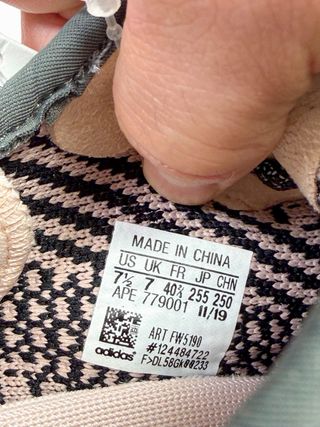 MADE IN CHINA
US UK FR JP CHN
7½ 7 40⅔ 255 250
APE 779001 11/19
ART FW5190
#124484722
adidas® F>DL58GK00233